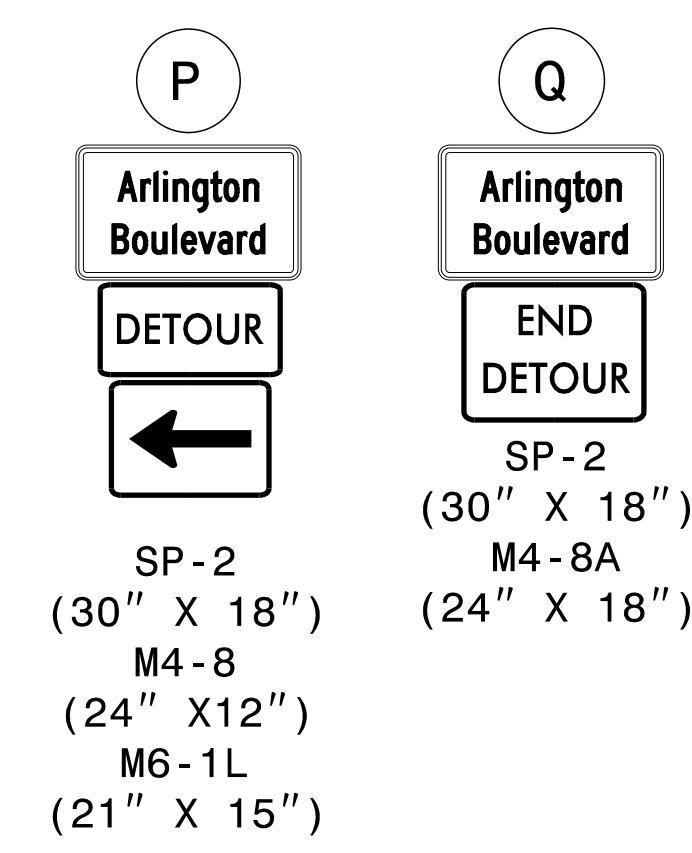 P
Arlington
Boulevard
DETOUR
SP-2
(30" X 18")
M4-8
(24" X12")
M6-1L
(21" X 15")
Q
Arlington
Boulevard
END
DETOUR
SP-2
(30" X 18")
M4-8A
(24" X 18")